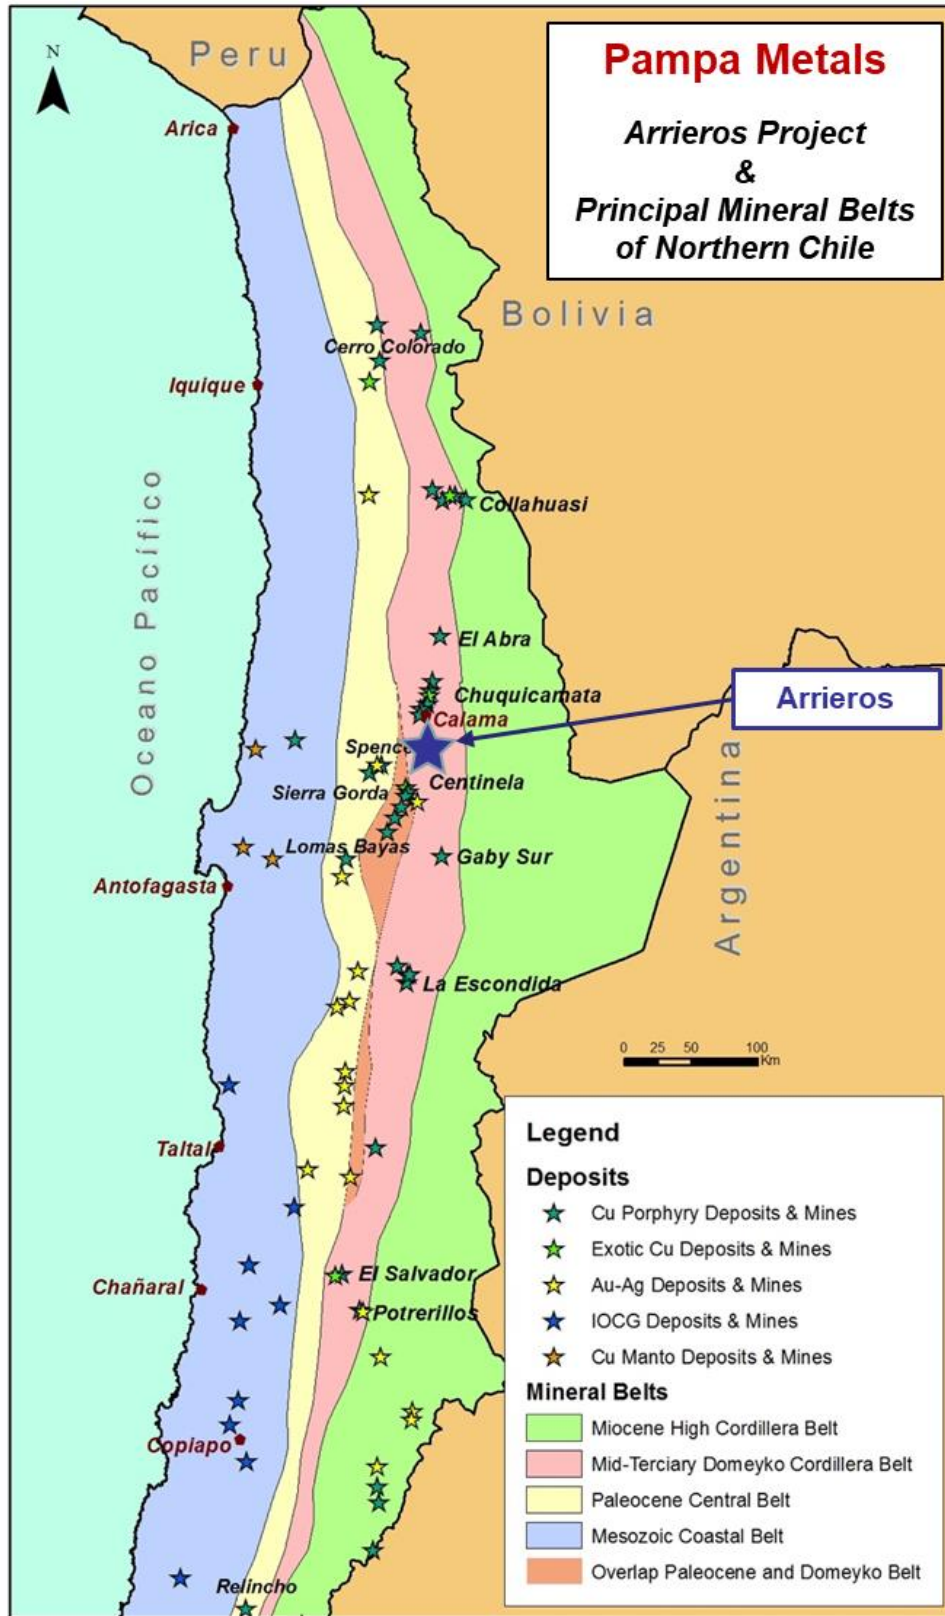 Pampa Metals
Arrieros Project
&
Principal Mineral Belts
of Northern Chile
N
Peru
Arica
Bolivia
Cerro Colorado
Iquique
Oceano Pacífico
Collahuasi
El Abra
Chuquicamata
Calama
Arrieros
Spence
Centinela
Sierra Gorda
Lomas Bayas
Gaby Sur
Antofagasta
Argentina
La Escondida
0 25 50 100
Km
Taltal
El Salvador
Chañaral
Potrerillos
Copiapo
Relincho
Legend
Deposits
Cu Porphyry Deposits & Mines
Exotic Cu Deposits & Mines
Au-Ag Deposits & Mines
IOCG Deposits & Mines
Cu Manto Deposits & Mines
Mineral Belts
Miocene High Cordillera Belt
Mid-Terciary Domeyko Cordillera Belt
Paleocene Central Belt
Mesozoic Coastal Belt
Overlap Paleocene and Domeyko Belt